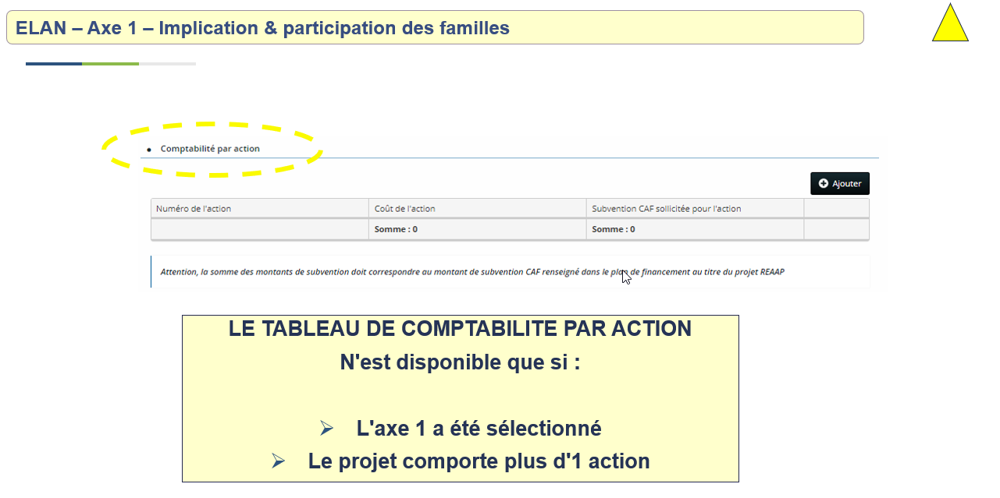 ELAN – Axe 1 – Implication & participation des familles
• Comptabilité par action
Ajouter
Numéro de l'action Coût de l'action Subvention CAF sollicitée pour l'action
Somme : 0 Somme : 0
Attention, la somme des montants de subvention doit correspondre au montant de subvention CAF renseigné dans le plan de financement au titre du projet REAAP
LE TABLEAU DE COMPTABILITE PAR ACTION
N'est disponible que si :
➢ L'axe 1 a été sélectionné
➢ Le projet comporte plus d'1 action